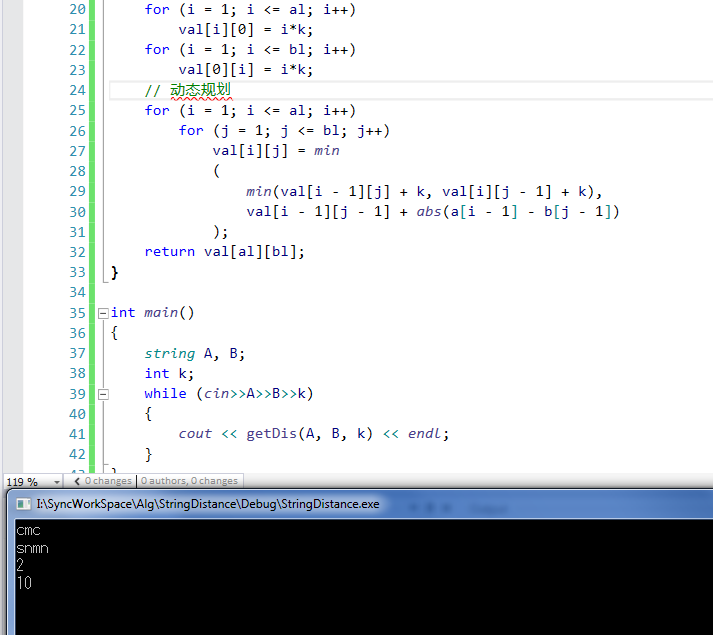 20 for (i = 1; i <= al; i++)
21 val[i][0] = i*k;
22 for (i = 1; i <= bl; i++)
23 val[0][i] = i*k;
24 // 动态规划
25 for (i = 1; i <= al; i++)
26 for (j = 1; j <= bl; j++)
27 val[i][j] = min
28 (
29 min(val[i - 1][j] + k, val[i][j - 1] + k),
30 val[i - 1][j - 1] + abs(a[i - 1] - b[j - 1])
31 );
32 return val[al][bl];
33 }
34
35 int main()
36 {
37 string A, B;
38 int k;
39 while (cin>>A>>B>>k)
40 {
41 cout << getDis(A, B, k) << endl;
42 }
119 % 0 changes | 0 authors, 0 changes
I:\SyncWorkSpace\Alg\StringDistance\Debug\StringDistance.exe
cmc
snmn
2
10